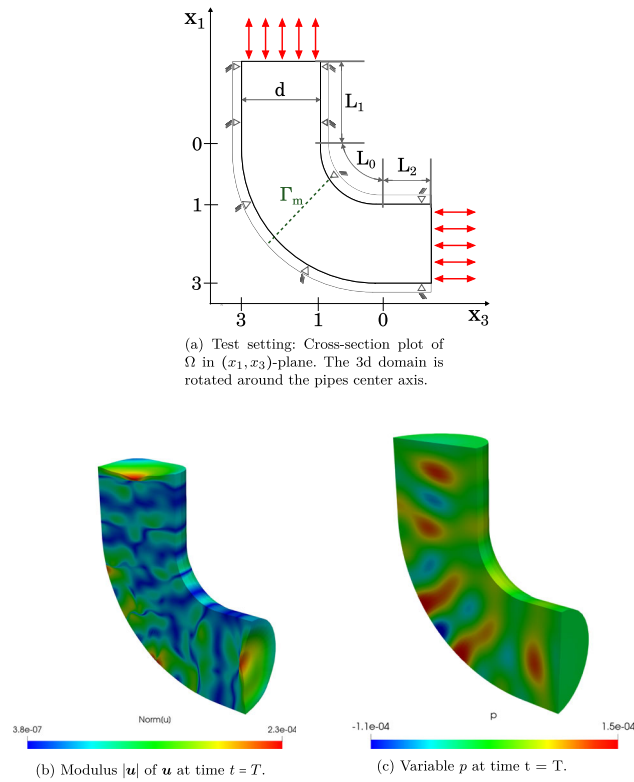 x₁
d
L₁
0
L₀
L₂
Γₘ
1
3
3
1
0
x₃
(a) Test setting: Cross-section plot of
Ω in (x₁, x₃)-plane. The 3d domain is
rotated around the pipes center axis.
Norm(u)
3.8e-07
2.3e-04
(b) Modulus |u| of u at time t = T.
p
-1.1e-04
1.5e-04
(c) Variable p at time t = T.